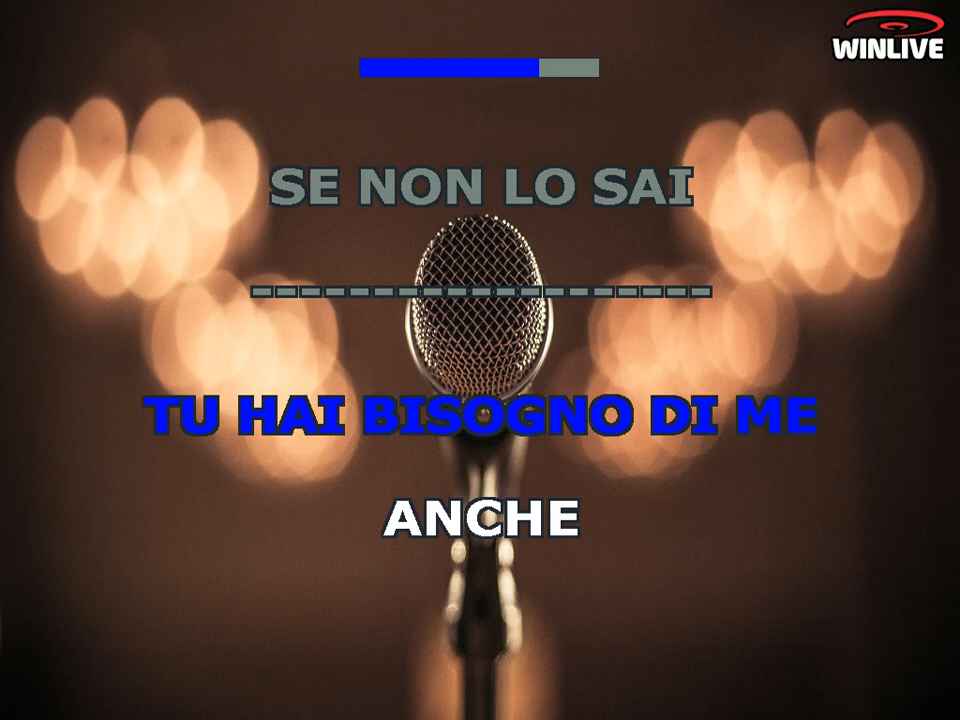 WINLIVE
SE NON LO SAI
-------------------
TU HAI BISOGNO DI ME
ANCHE